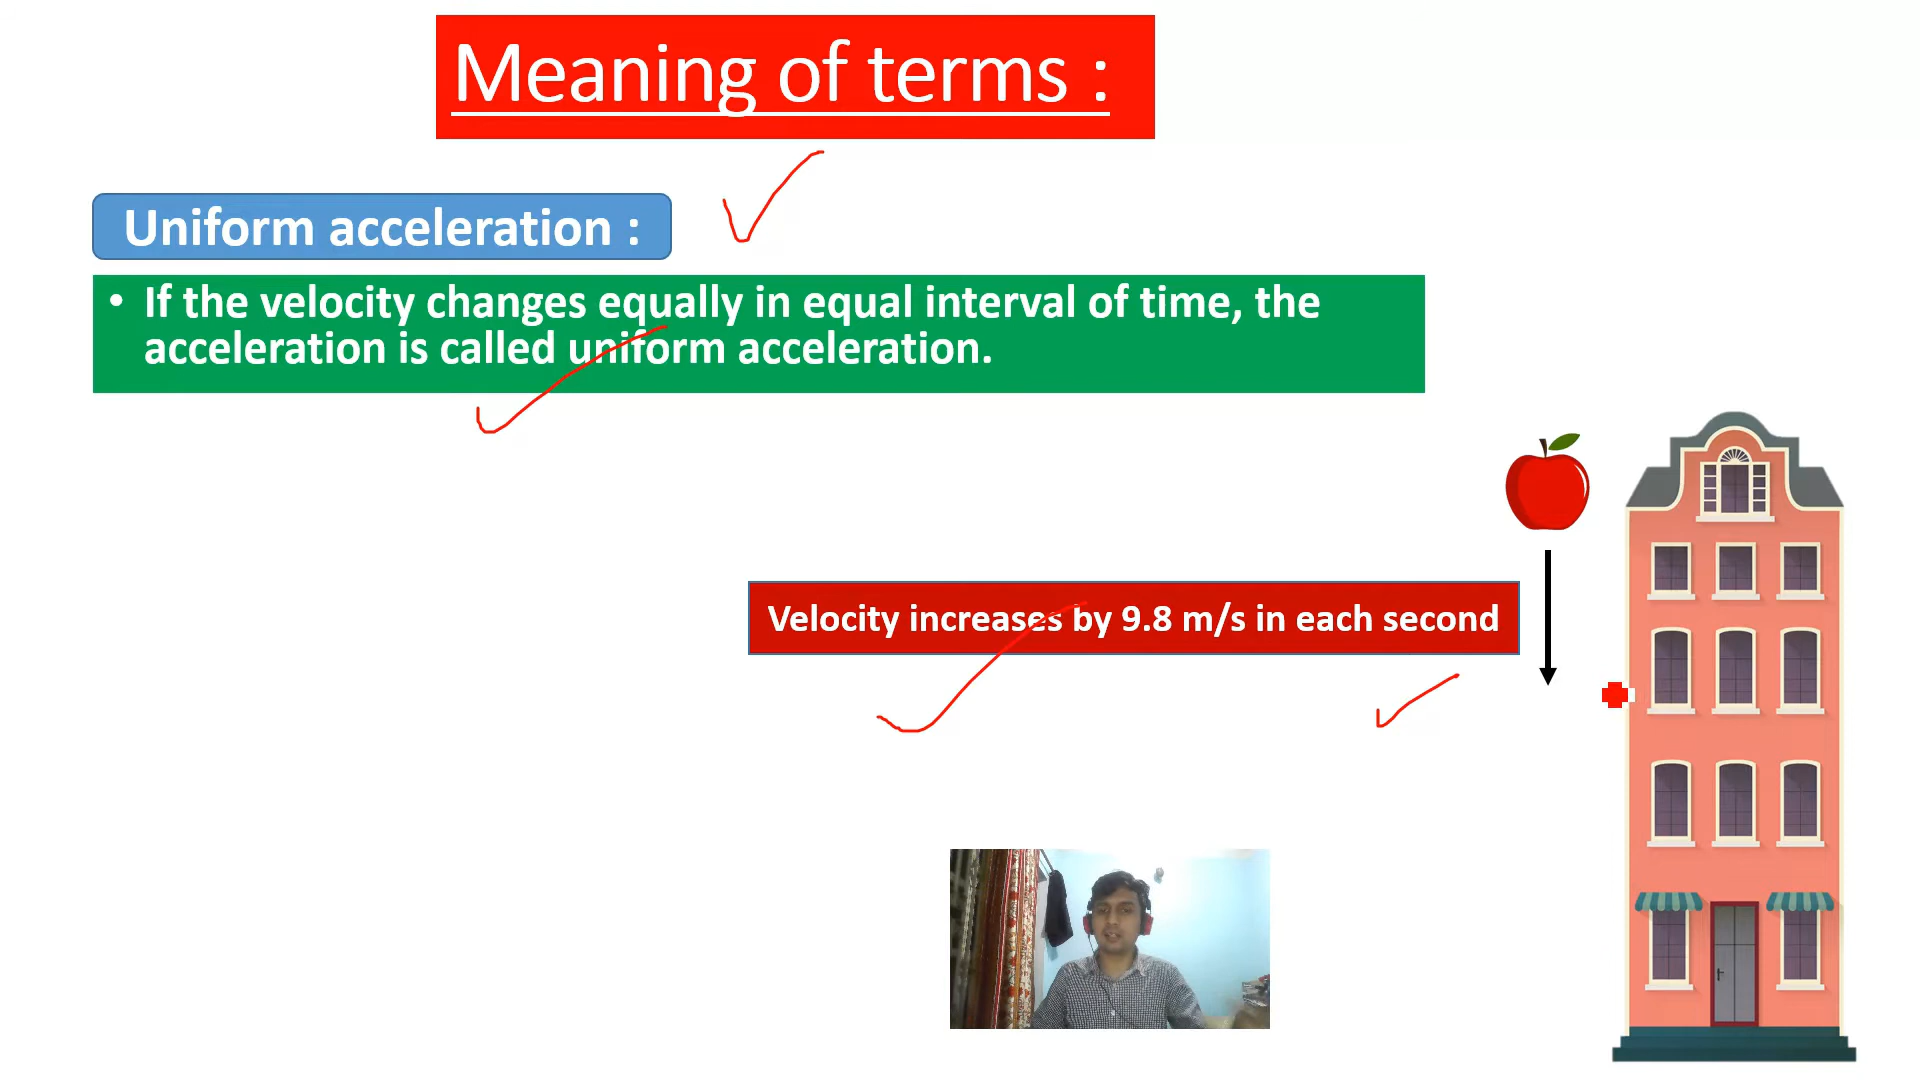 Meaning of terms :
Uniform acceleration :
• If the velocity changes equally in equal interval of time, the
acceleration is called uniform acceleration.
Velocity increases by 9.8 m/s in each second